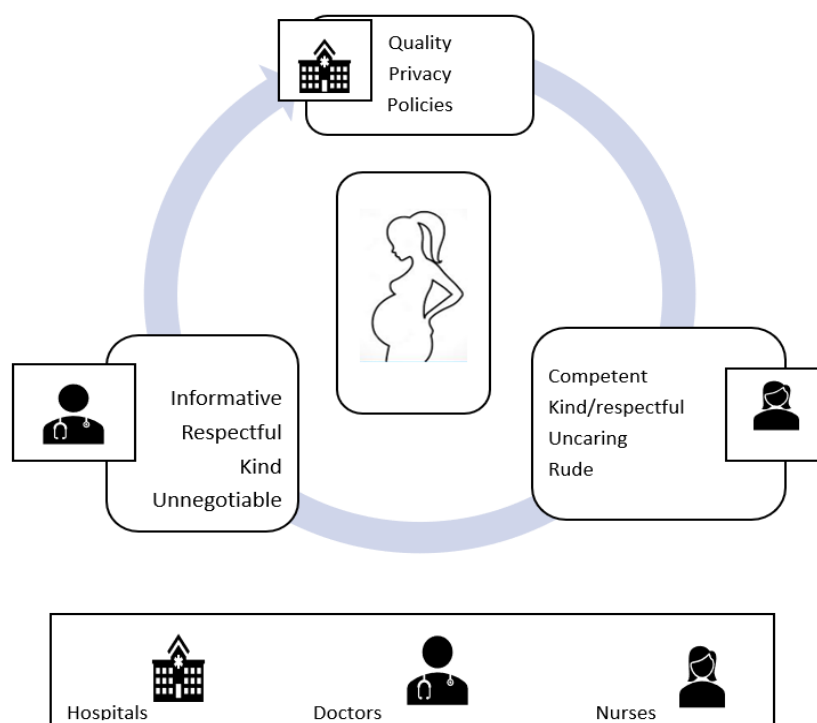 Quality
Privacy
Policies
Informative
Respectful
Kind
Unnegotiable
Competent
Kind/respectful
Uncaring
Rude
Hospitals
Doctors
Nurses